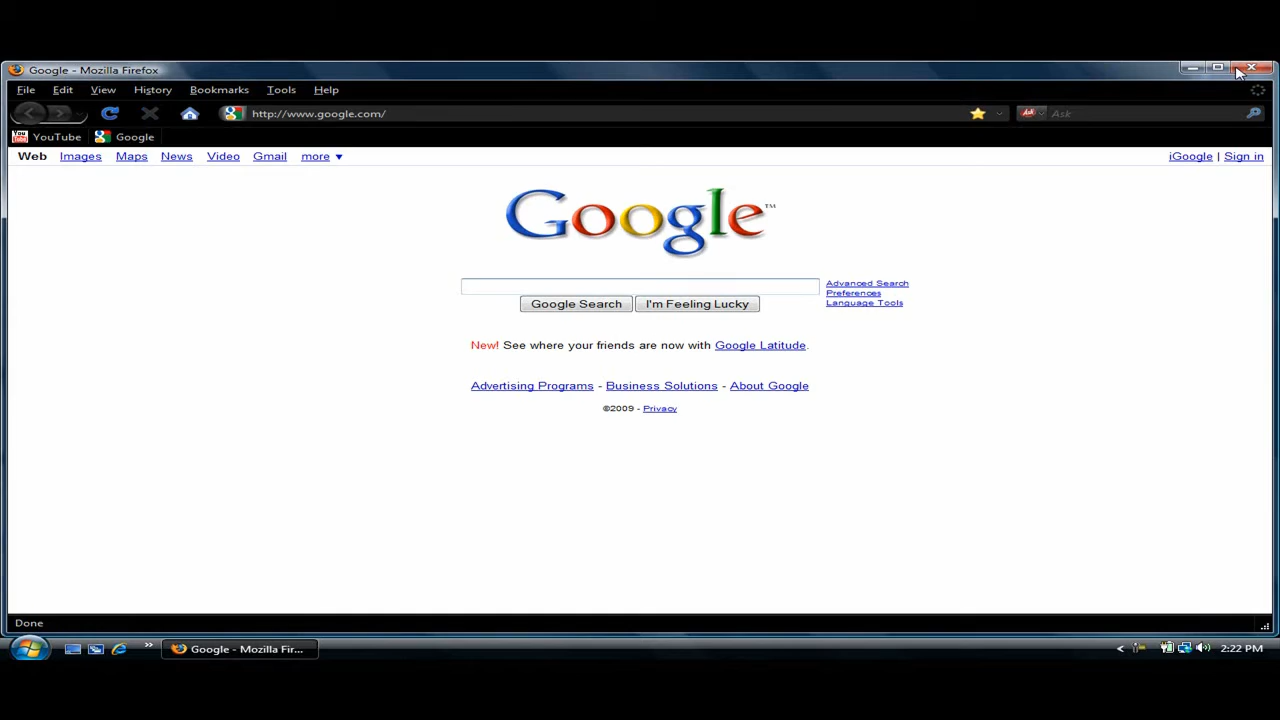 Google - Mozilla Firefox
File Edit View History Bookmarks Tools Help
http://www.google.com/ Ask Ask
YouTube Google
Web Images Maps News Video Gmail more ▼ iGoogle | Sign in
Google™
Advanced Search
Preferences
Language Tools
Google Search I'm Feeling Lucky
New! See where your friends are now with Google Latitude.
Advertising Programs - Business Solutions - About Google
©2009 - Privacy
Done
Google - Mozilla Fir... 2:22 PM